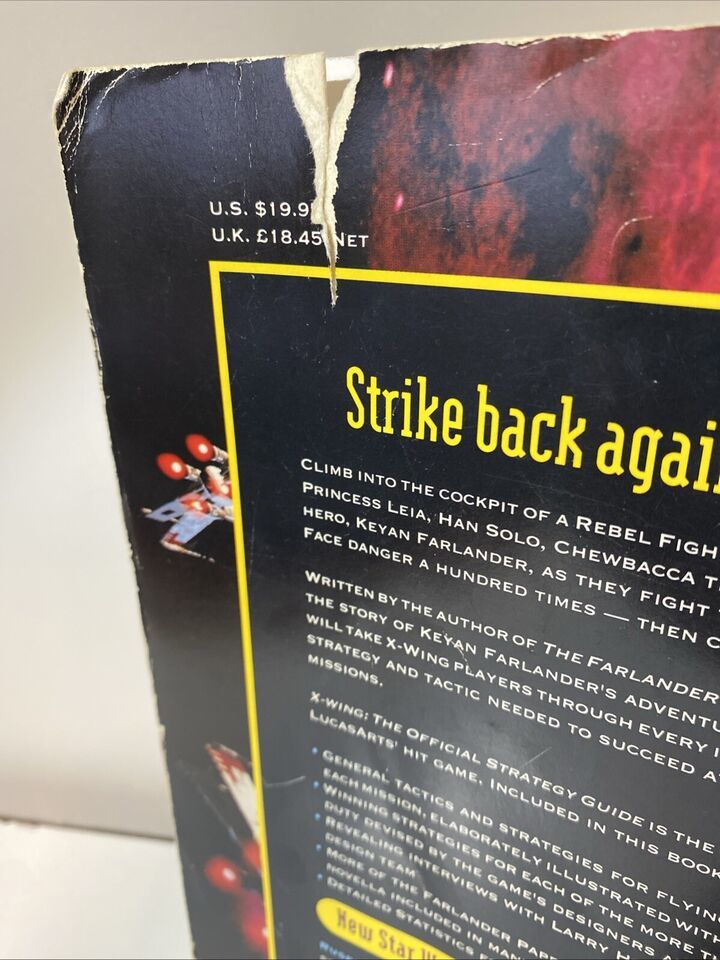 U.S. $19.9
U.K. £18.45 NET
Strike back agai
CLIMB INTO THE COCKPIT OF A REBEL FIGH
PRINCESS LEIA, HAN SOLO, CHEWBACCA T
HERO, KEYAN FARLANDER, AS THEY FIGHT
FACE DANGER A HUNDRED TIMES — THEN C
WRITTEN BY THE AUTHOR OF THE FARLANDER
THE STORY OF KEYAN FARLANDER'S ADVENTU
WILL TAKE X-WING PLAYERS THROUGH EVERY I
STRATEGY AND TACTIC NEEDED TO SUCCEED A
MISSIONS.
X-WING: THE OFFICIAL STRATEGY GUIDE IS THE
LUCASARTS' HIT GAME. INCLUDED IN THIS BOOK
• GENERAL TACTICS AND STRATEGIES FOR FLYING
EACH MISSION, ELABORATELY ILLUSTRATED WITH
• WINNING STRATEGIES FOR EACH OF THE MORE TH
DUTY DEVISED BY THE GAME'S DESIGNERS A
• REVEALING INTERVIEWS WITH LARRY H
DESIGN TEAM
• MORE OF THE FARLANDER PAPE
NOVELLA INCLUDED IN MAN
• DETAILED STATISTICS F
New Star W